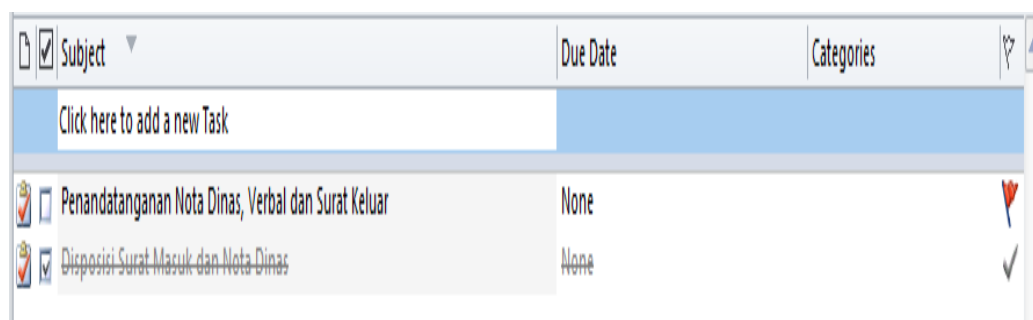 Subject Due Date Categories
Click here to add a new Task
Penandatanganan Nota Dinas, Verbal dan Surat Keluar None
Disposisi Surat Masuk dan Nota Dinas None